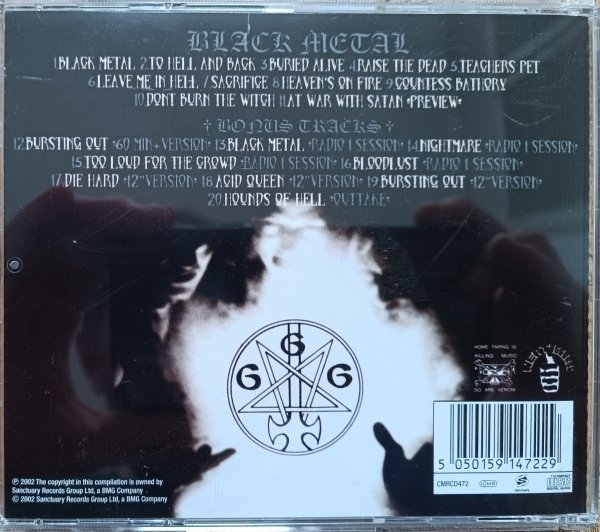 BLACK METAL
1.BLACK METAL 2.TO HELL AND BACK 3.BURIED ALIVE 4.RAISE THE DEAD 5.TEACHERS PET
6.LEAVE ME IN HELL 7.SACRIFICE 8.HEAVEN'S ON FIRE 9.COUNTESS BATHORY
10.DONT BURN THE WITCH 11.AT WAR WITH SATAN •PREVIEW•
† BONUS TRACKS †
12.BURSTING OUT •60 MIN+ VERSION• 13.BLACK METAL •RADIO 1 SESSION• 14.NIGHTMARE •RADIO 1 SESSION•
15.TOO LOUD FOR THE CROWD •RADIO 1 SESSION• 16.BLOODLUST •RADIO 1 SESSION•
17.DIE HARD •12" VERSION• 18.ACID QUEEN •12" VERSION• 19.BURSTING OUT •12" VERSION•
20.HOUNDS OF HELL •OUTTAKE•
G
G G
HOME TAPING IS
KILLING MUSIC
SO ARE VENOM
5 050159 147229
CMRCD472
Sanctuary
COMPACT
disc
DIGITAL AUDIO
℗ 2002 The copyright in this compilation is owned by
Sanctuary Records Group Ltd, a BMG Company
© 2002 Sanctuary Records Group Ltd, a BMG Company